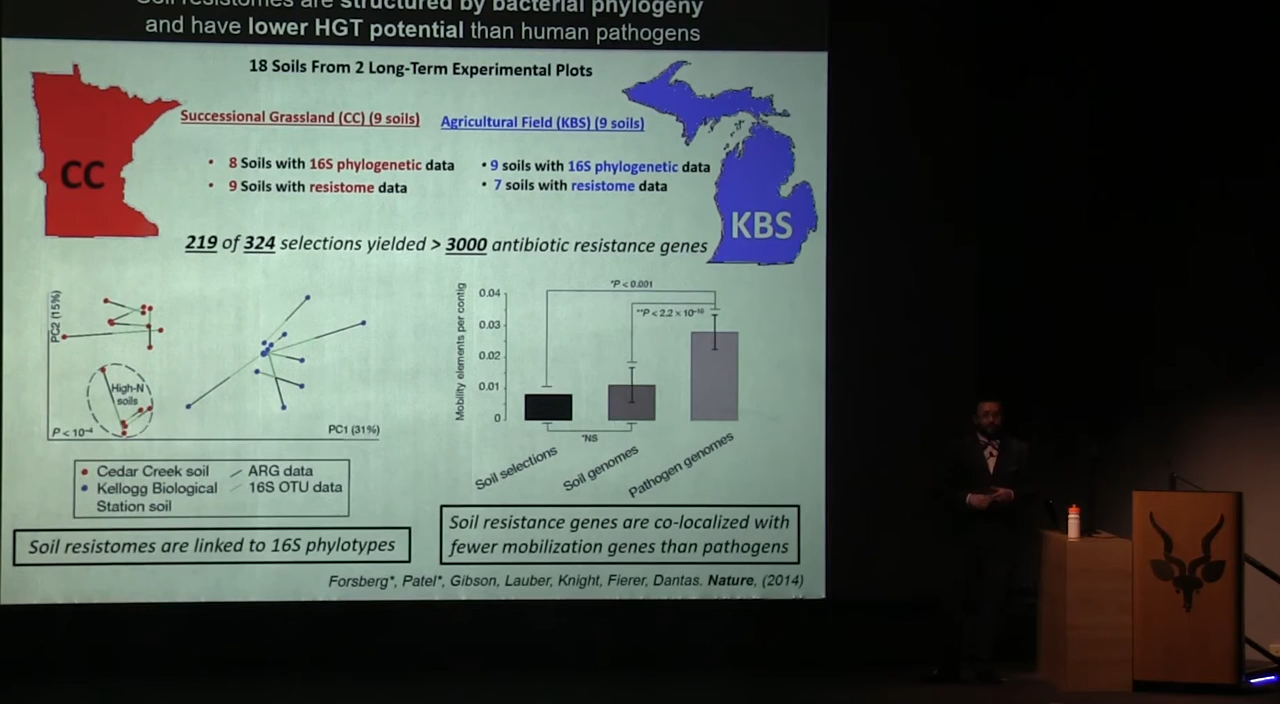 Soil resistomes are structured by bacterial phylogeny
and have lower HGT potential than human pathogens
18 Soils From 2 Long-Term Experimental Plots
CC
Successional Grassland (CC) (9 soils)
• 8 Soils with 16S phylogenetic data
• 9 Soils with resistome data
Agricultural Field (KBS) (9 soils)
• 9 soils with 16S phylogenetic data
• 7 soils with resistome data
KBS
219 of 324 selections yielded > 3000 antibiotic resistance genes
PC2 (15%)
High-N
soils
P < 10⁻⁴
PC1 (31%)
Cedar Creek soil
Kellogg Biological
Station soil
ARG data
16S OTU data
Soil resistomes are linked to 16S phylotypes
Mobility elements per contig
0.04
0.03
0.02
0.01
0
*P < 0.001
**P < 2.2 × 10⁻¹⁶
*NS
Soil selections
Soil genomes
Pathogen genomes
Soil resistance genes are co-localized with
fewer mobilization genes than pathogens
Forsberg*, Patel*, Gibson, Lauber, Knight, Fierer, Dantas. Nature, (2014)